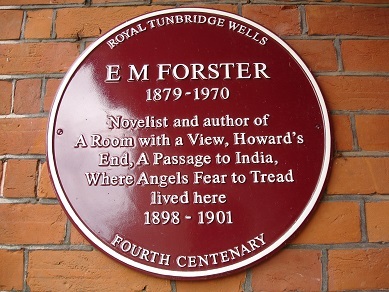 ROYAL TUNBRIDGE WELLS
E M FORSTER
1879-1970
Novelist and author of
A Room with a View, Howard's
End, A Passage to India,
Where Angels Fear to Tread
lived here
1898 - 1901
FOURTH CENTENARY